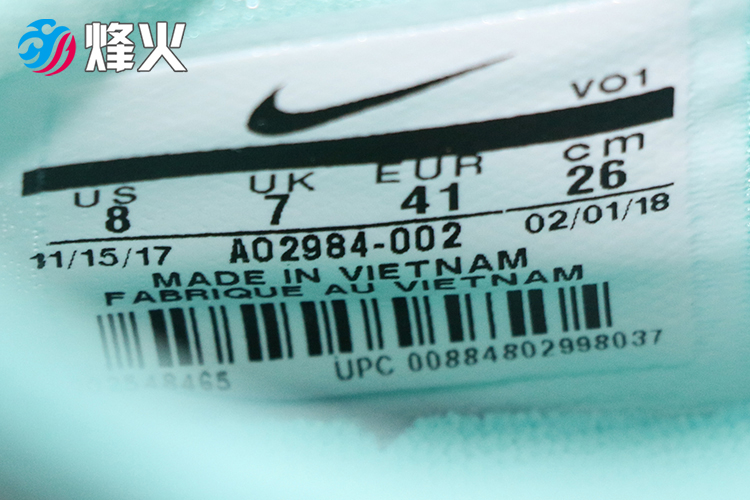 烽火
VO1
US UK EUR cm
8 7 41 26
11/15/17 AO2984-002 02/01/18
MADE IN VIETNAM
FABRIQUE AU VIETNAM
UPC 00884802998037